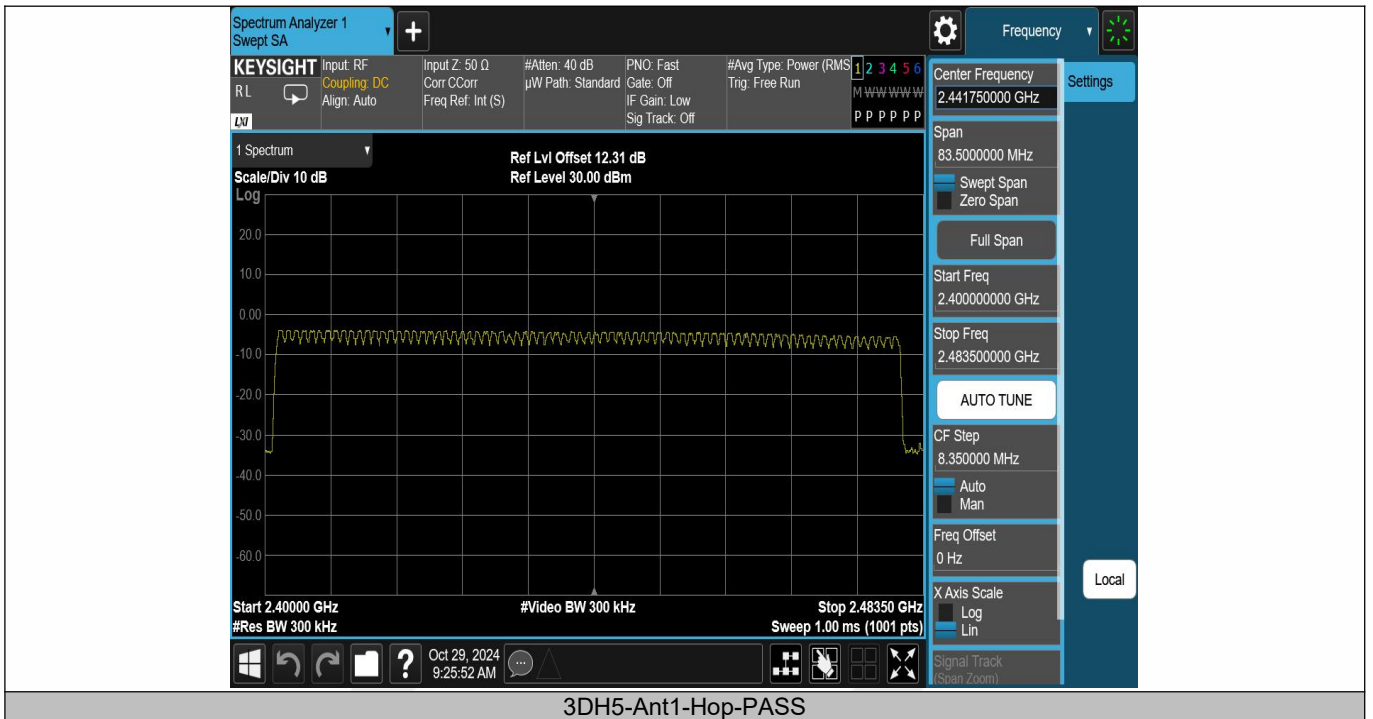 Spectrum Analyzer 1
Swept SA
+
Frequency
KEYSIGHT
RL
LXI
Input: RF
Coupling: DC
Align: Auto
Input Z: 50 Ω
Corr CCorr
Freq Ref: Int (S)
#Atten: 40 dB
µW Path: Standard
PNO: Fast
Gate: Off
IF Gain: Low
Sig Track: Off
#Avg Type: Power (RMS
Trig: Free Run
1 2 3 4 5 6
M W W W W W
P P P P P P
1 Spectrum
Scale/Div 10 dB
Ref Lvl Offset 12.31 dB
Ref Level 30.00 dBm
Log
20.0
10.0
0.00
-10.0
-20.0
-30.0
-40.0
-50.0
-60.0
Start 2.40000 GHz
#Res BW 300 kHz
#Video BW 300 kHz
Stop 2.48350 GHz
Sweep 1.00 ms (1001 pts)
Center Frequency
2.441750000 GHz
Settings
Span
83.5000000 MHz
Swept Span
Zero Span
Full Span
Start Freq
2.400000000 GHz
Stop Freq
2.483500000 GHz
AUTO TUNE
CF Step
8.350000 MHz
Auto
Man
Freq Offset
0 Hz
X Axis Scale
Log
Lin
Local
Signal Track
(Span Zoom)
?
Oct 29, 2024
9:25:52 AM
3DH5-Ant1-Hop-PASS